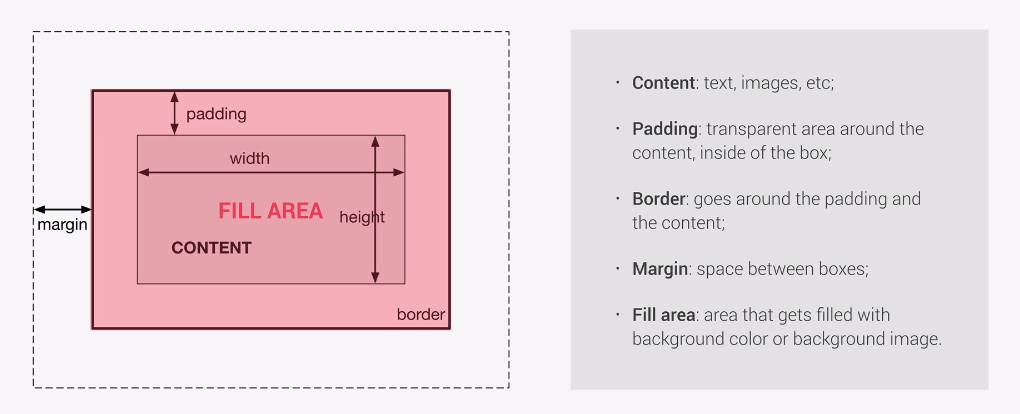 padding
width
FILL AREA
height
margin
CONTENT
border
· Content: text, images, etc;
· Padding: transparent area around the
content, inside of the box;
· Border: goes around the padding and
the content;
· Margin: space between boxes;
· Fill area: area that gets filled with
background color or background image.